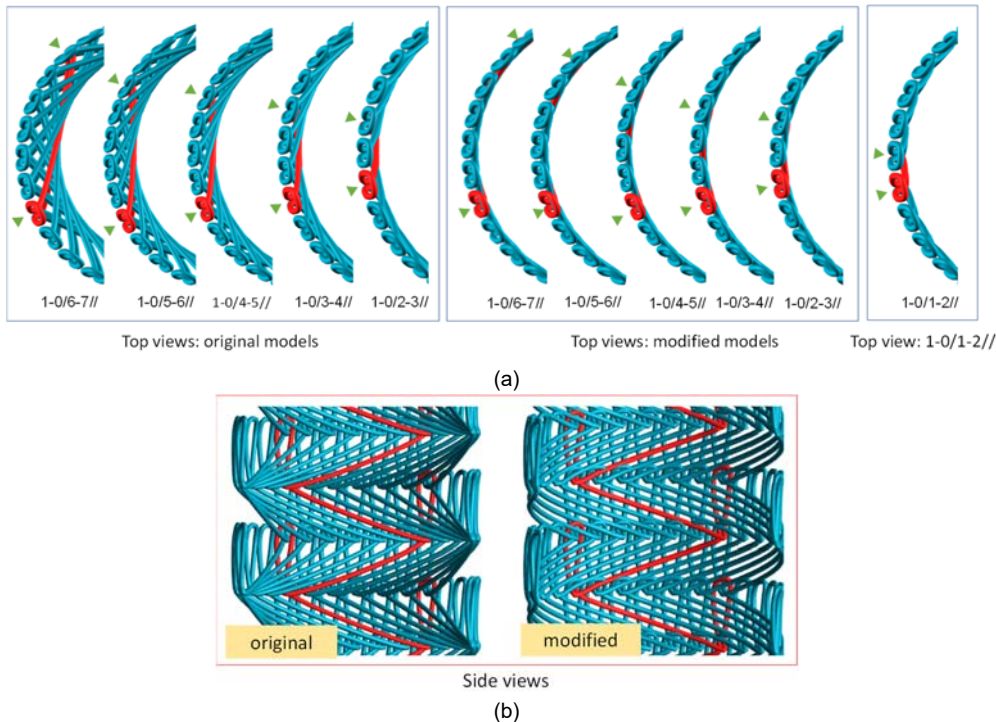 1-0/6-7// 1-0/5-6// 1-0/4-5// 1-0/3-4// 1-0/2-3//
Top views: original models
1-0/6-7// 1-0/5-6// 1-0/4-5// 1-0/3-4// 1-0/2-3//
Top views: modified models
1-0/1-2//
Top view: 1-0/1-2//
(a)
original
modified
Side views
(b)